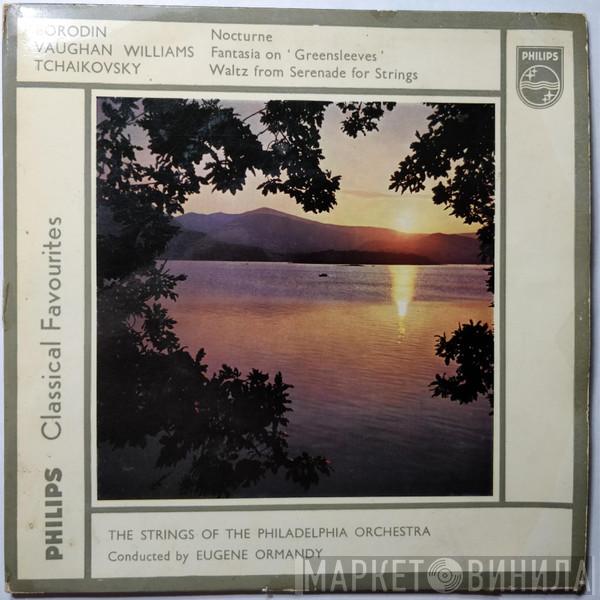 BORODIN Nocturne
VAUGHAN WILLIAMS Fantasia on 'Greensleeves'
TCHAIKOVSKY Waltz from Serenade for Strings
PHILIPS
PHILIPS Classical Favourites
THE STRINGS OF THE PHILADELPHIA ORCHESTRA
Conducted by EUGENE ORMANDY
МАРКЕТ ВИНИЛА